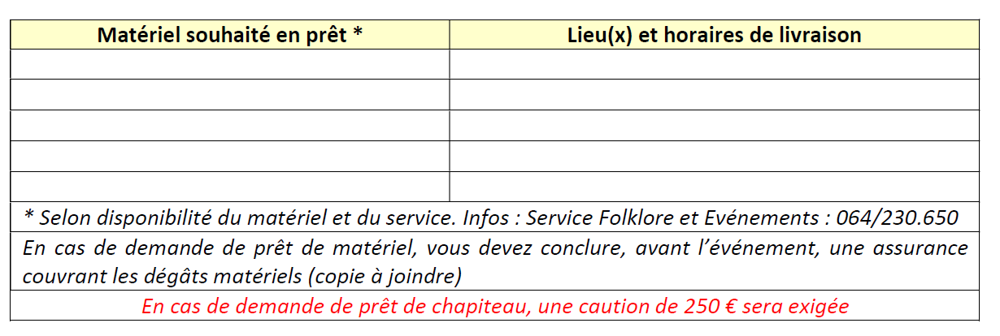 Matériel souhaité en prêt *
Lieu(x) et horaires de livraison
* Selon disponibilité du matériel et du service. Infos : Service Folklore et Evénements : 064/230.650
En cas de demande de prêt de matériel, vous devez conclure, avant l’événement, une assurance
couvrant les dégâts matériels (copie à joindre)
En cas de demande de prêt de chapiteau, une caution de 250 € sera exigée